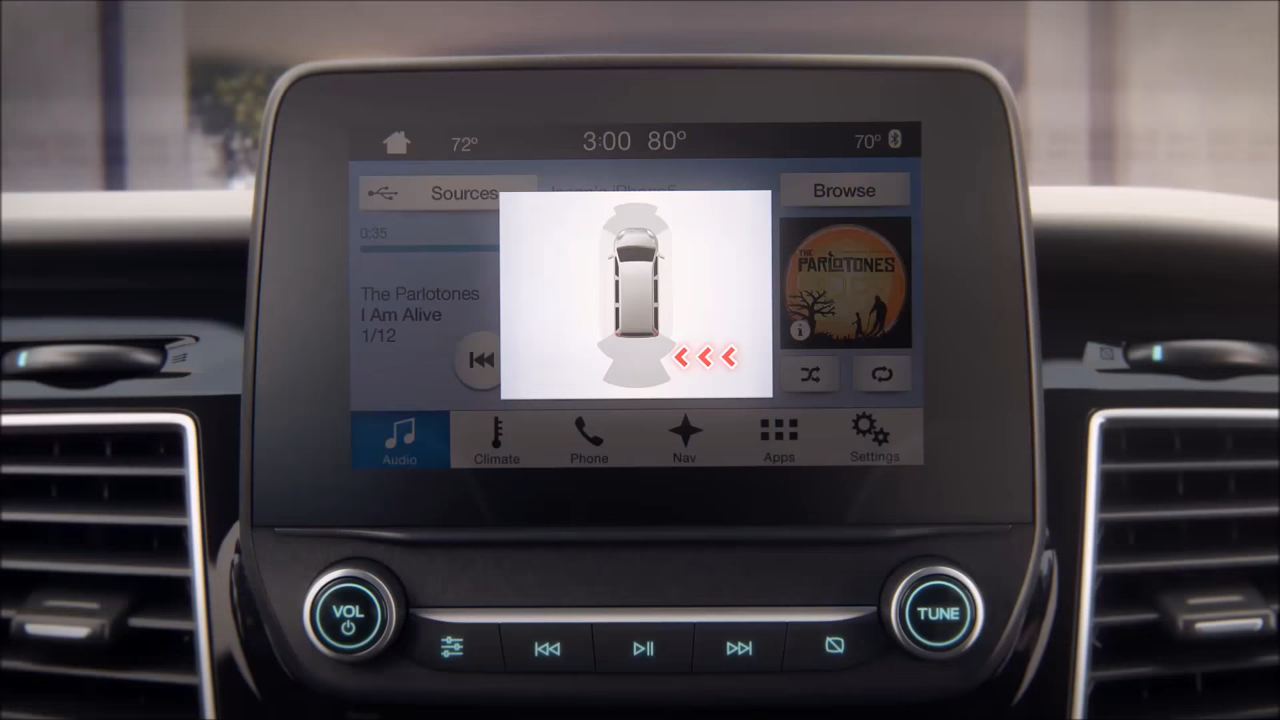 72° 3:00 80° 70°
Sources
Browse
0:35
THE
PARLOTONES
The Parlotones
I Am Alive
1/12
Audio Climate Phone Nav Apps Settings
VOL
TUNE